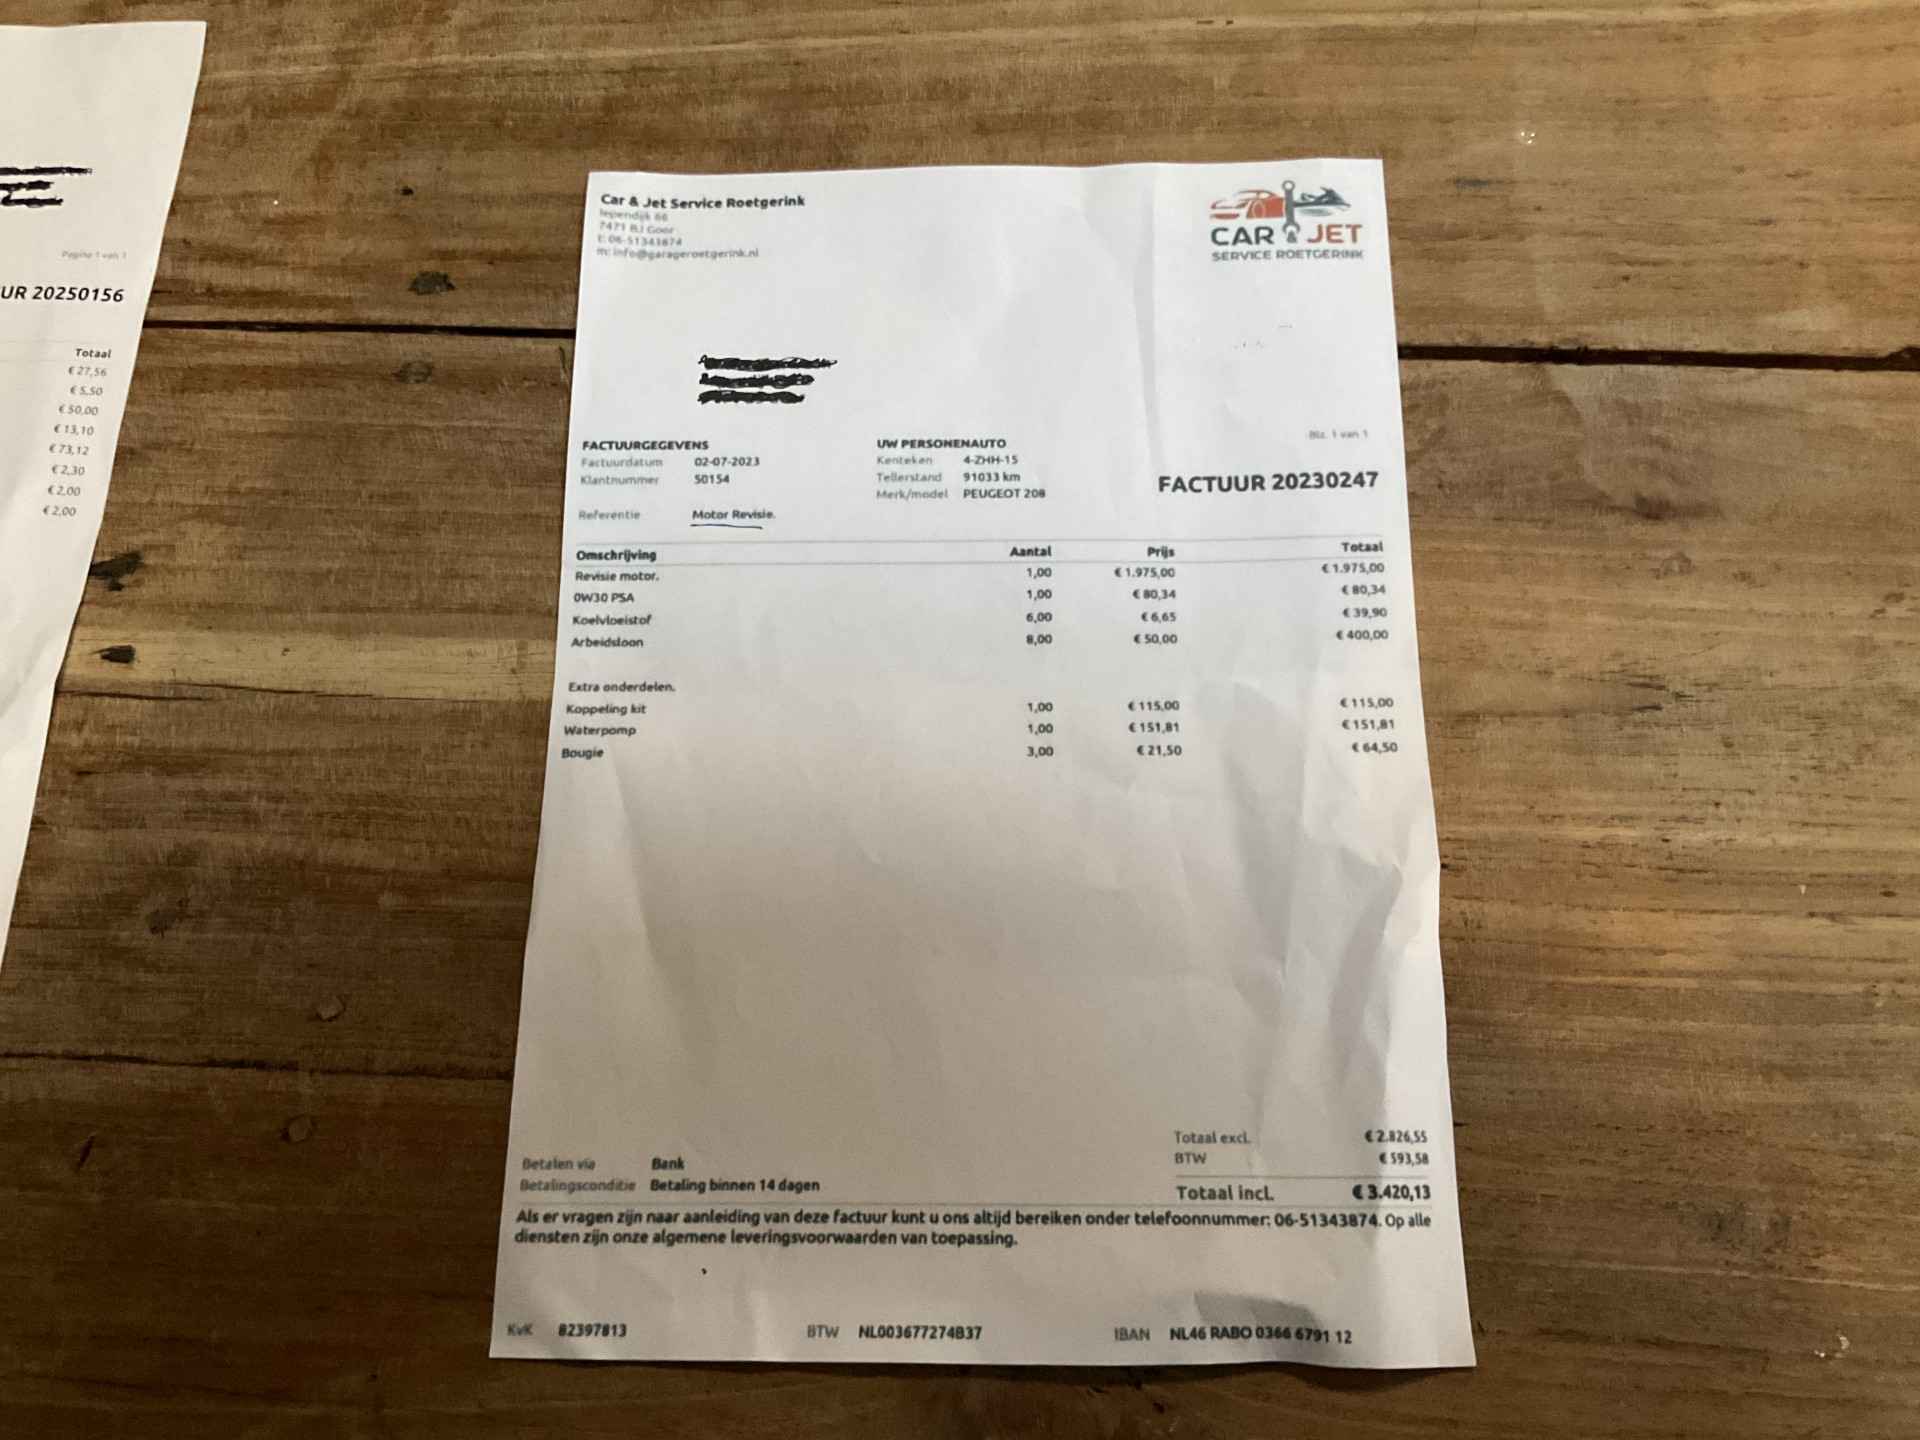 Pagina 1 van 1
UR 20250156
Totaal
€ 27,56
€ 5,50
€ 50,00
€ 13,10
€ 73,12
€ 2,30
€ 2,00
€ 2,00
Car & Jet Service Roetgerink
Iependijk 66
7471 BJ Goor
t: 06-51343874
m: info@garageroetgerink.nl
CAR & JET
SERVICE ROETGERINK
Blz. 1 van 1
FACTUURGEGEVENS
Factuurdatum 02-07-2023
Klantnummer 50154
Referentie Motor Revisie.
UW PERSONENAUTO
Kenteken 4-ZHH-15
Tellerstand 91033 km
Merk/model PEUGEOT 208
FACTUUR 20230247
Omschrijving Aantal Prijs Totaal
Revisie motor. 1,00 € 1.975,00 € 1.975,00
0W30 PSA 1,00 € 80,34 € 80,34
Koelvloeistof 6,00 € 6,65 € 39,90
Arbeidsloon 8,00 € 50,00 € 400,00
Extra onderdelen.
Koppeling kit 1,00 € 115,00 € 115,00
Waterpomp 1,00 € 151,81 € 151,81
Bougie 3,00 € 21,50 € 64,50
Totaal excl. € 2.826,55
BTW € 593,58
Totaal incl. € 3.420,13
Betalen via Bank
Betalingsconditie Betaling binnen 14 dagen
Als er vragen zijn naar aanleiding van deze factuur kunt u ons altijd bereiken onder telefoonnummer: 06-51343874. Op alle
diensten zijn onze algemene leveringsvoorwaarden van toepassing.
KvK 82397813 BTW NL003677274B37 IBAN NL46 RABO 0366 6791 12